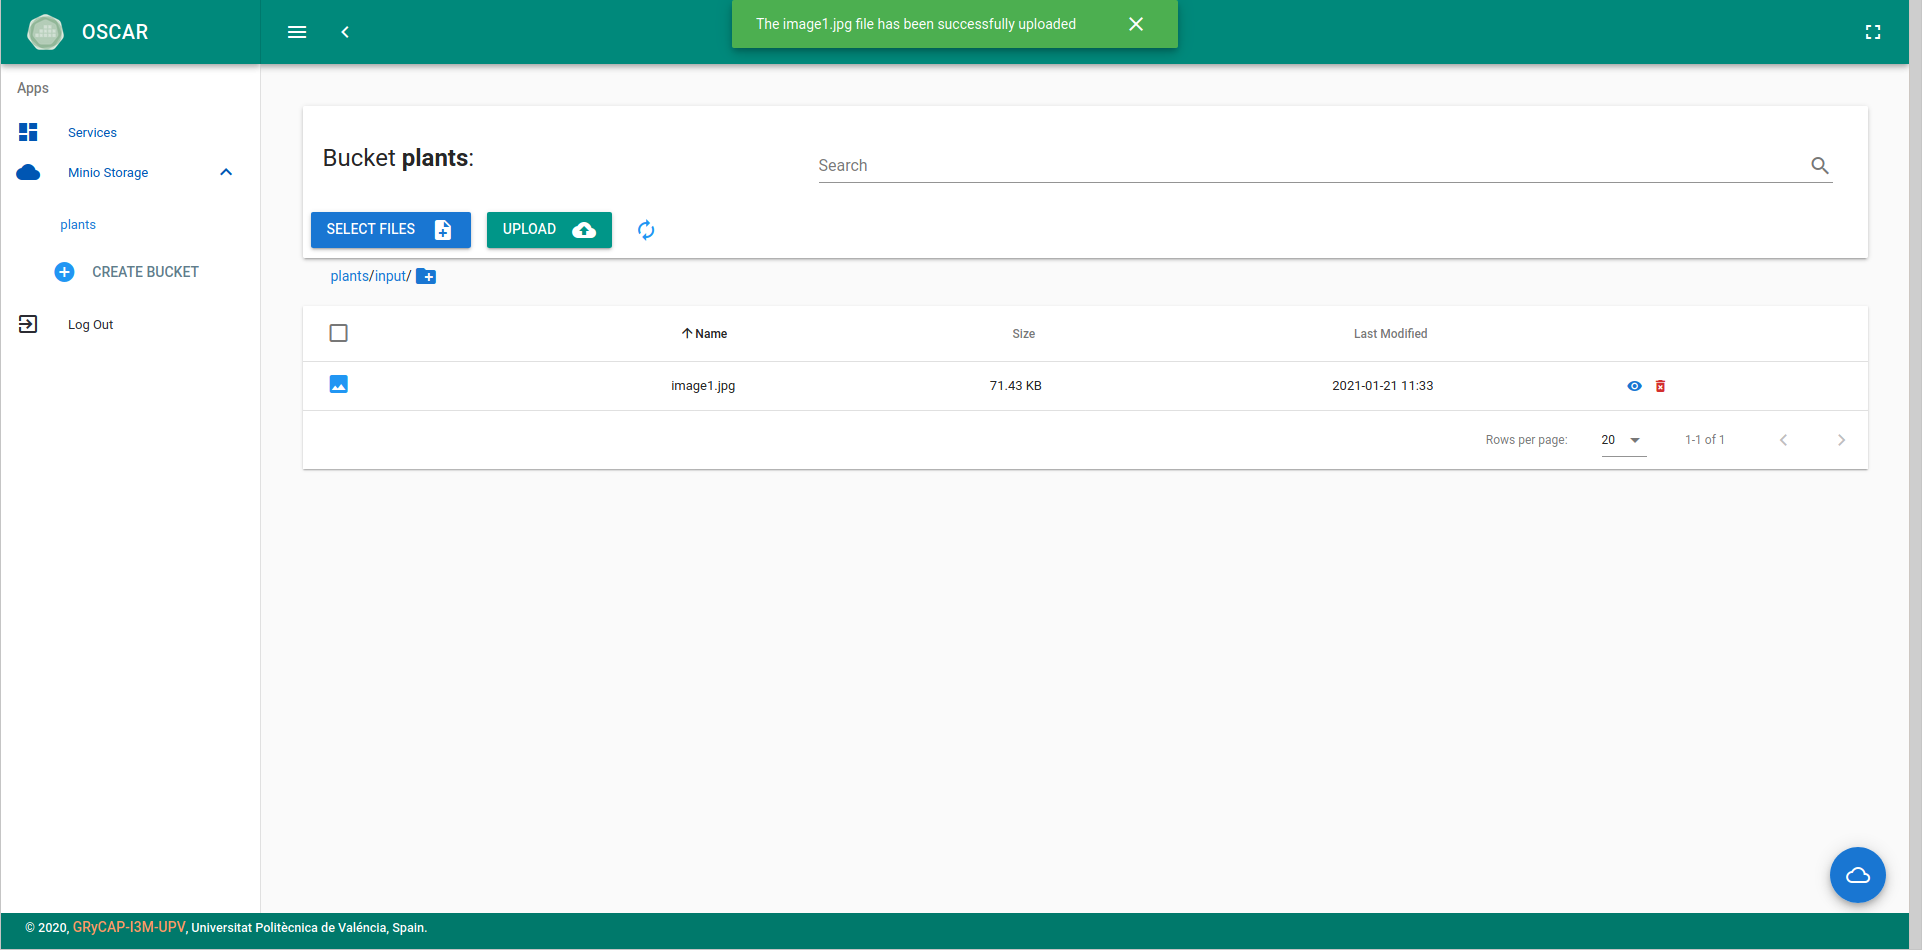 OSCAR
The image1.jpg file has been successfully uploaded
Apps
Services
Minio Storage
plants
CREATE BUCKET
Log Out
Bucket plants:
Search
SELECT FILES
UPLOAD
plants/input/
Name Size Last Modified
image1.jpg 71.43 KB 2021-01-21 11:33
Rows per page: 20 1-1 of 1
© 2020, GRyCAP-I3M-UPV, Universitat Politècnica de Valéncia, Spain.